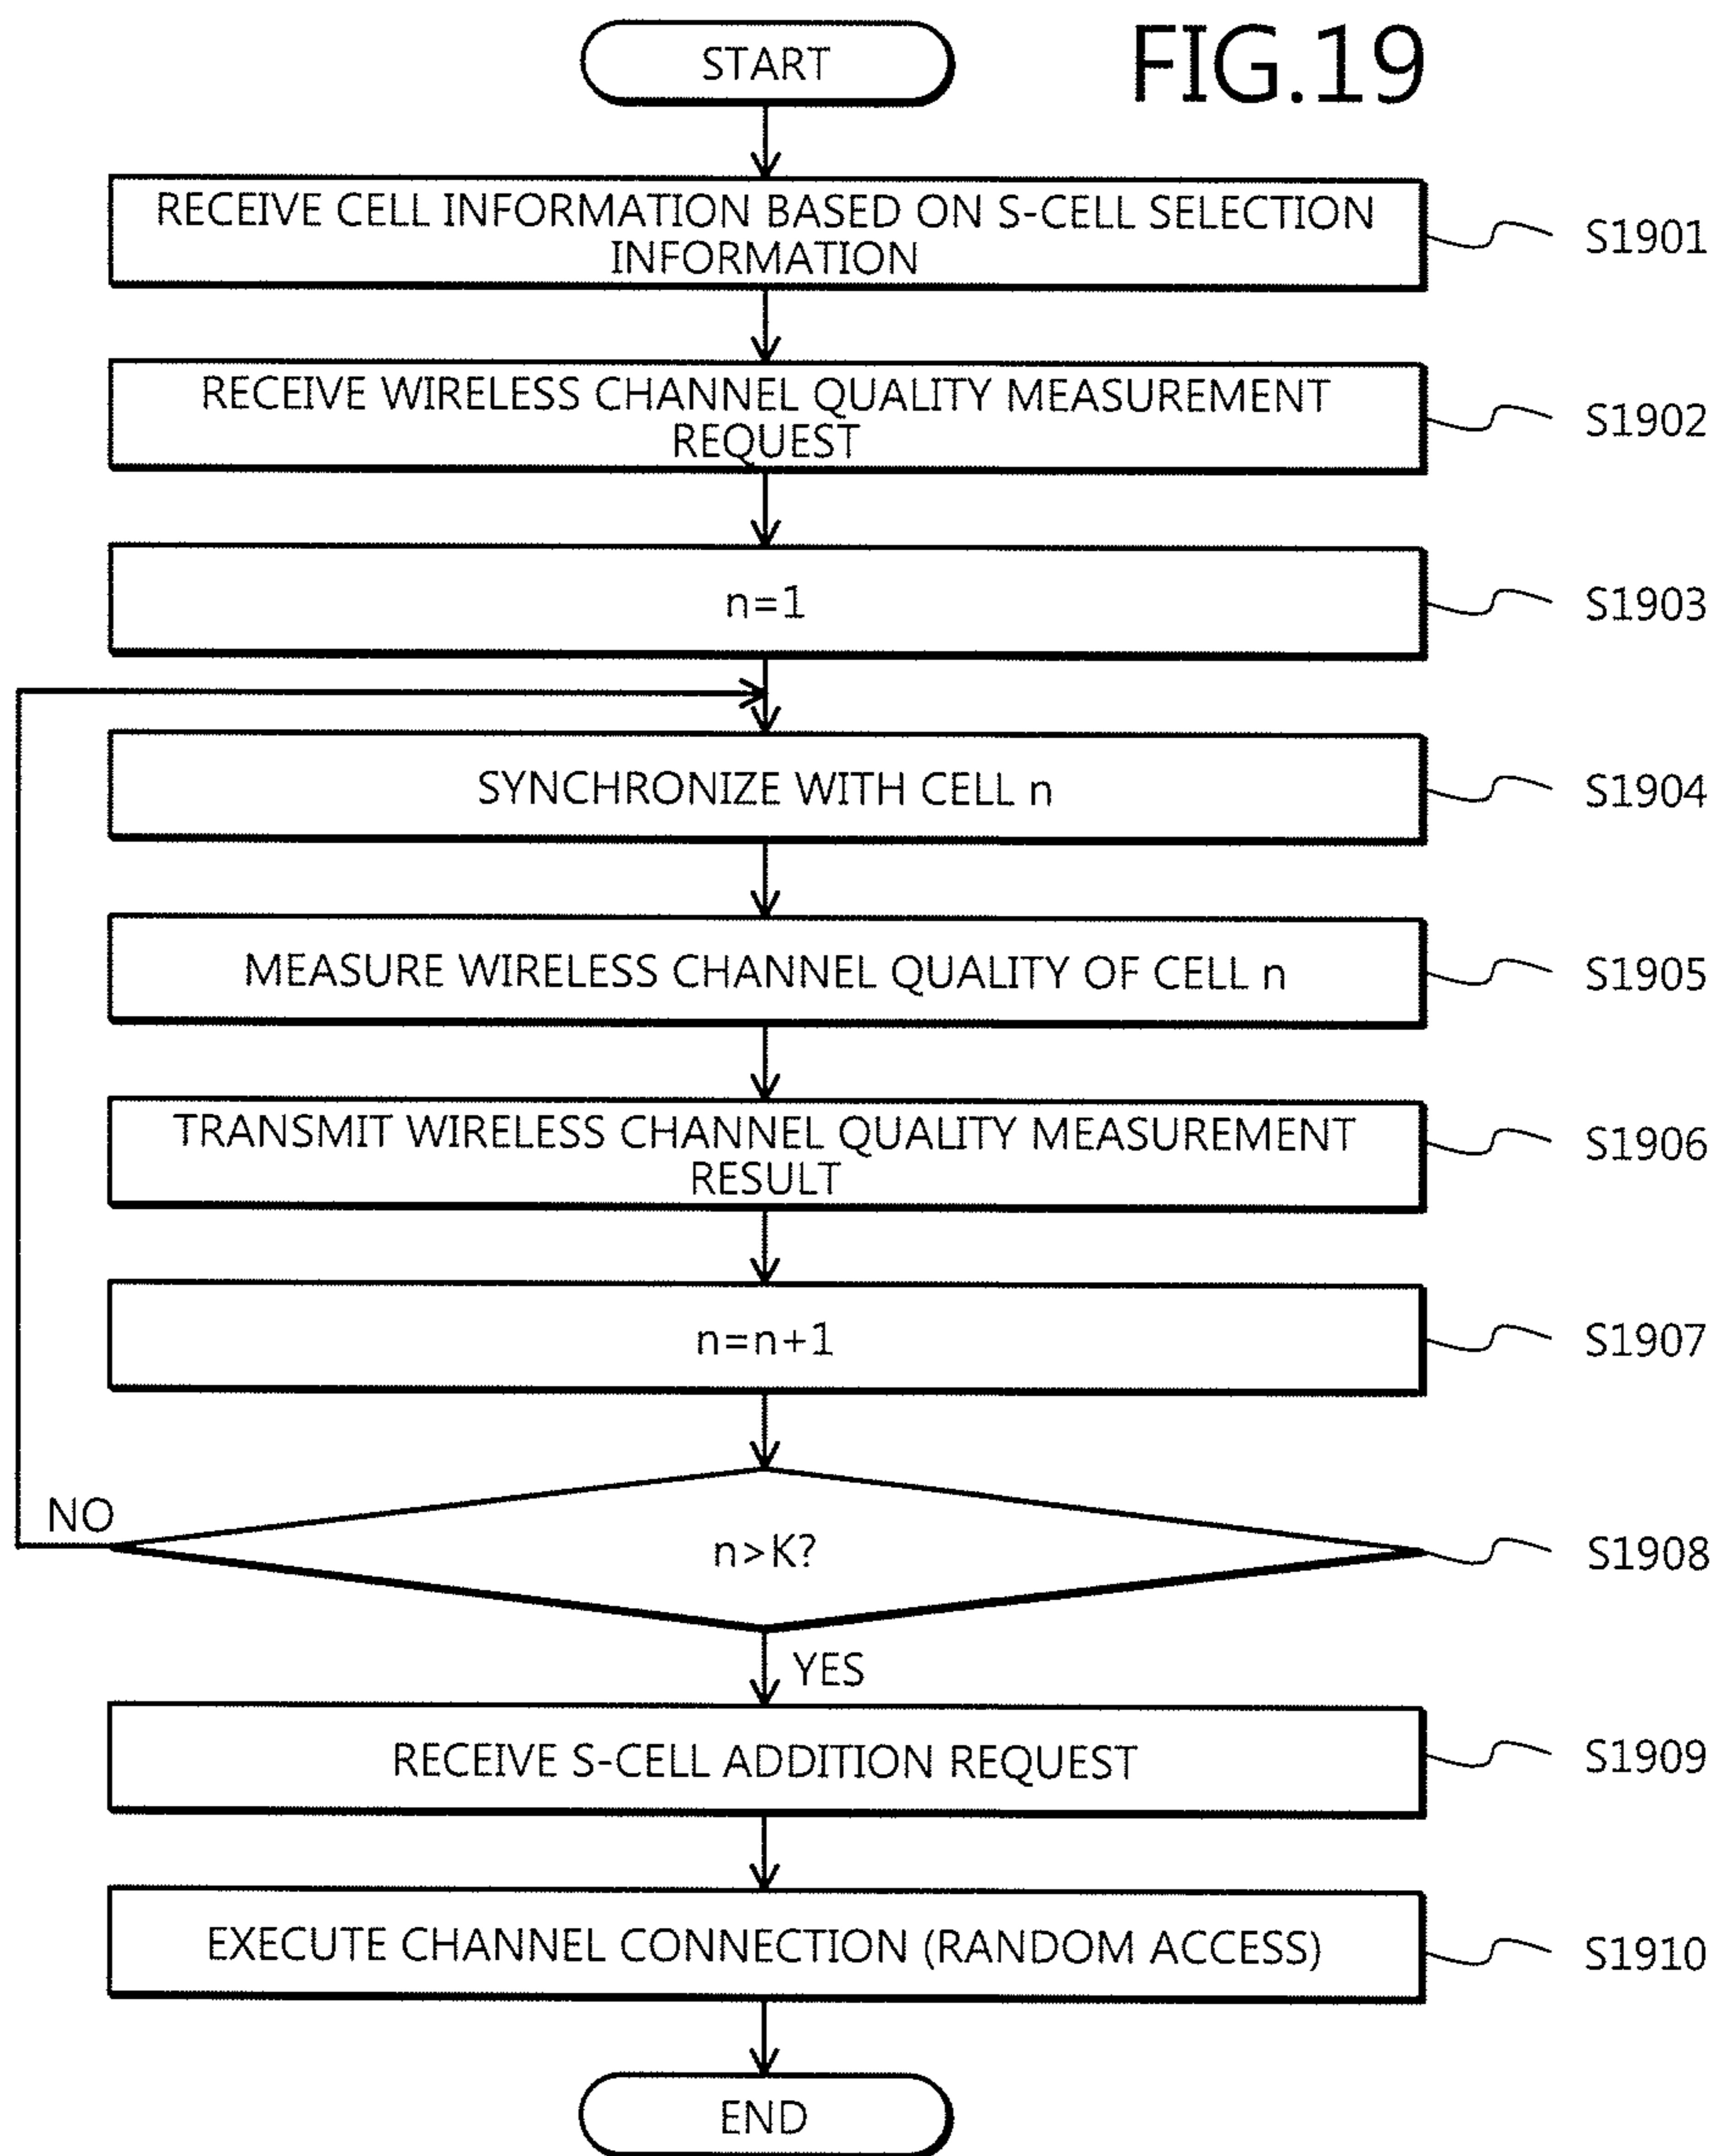 FIG.19
START
RECEIVE CELL INFORMATION BASED ON S-CELL SELECTION
INFORMATION
S1901
RECEIVE WIRELESS CHANNEL QUALITY MEASUREMENT
REQUEST
S1902
n=1
S1903
SYNCHRONIZE WITH CELL n
S1904
MEASURE WIRELESS CHANNEL QUALITY OF CELL n
S1905
TRANSMIT WIRELESS CHANNEL QUALITY MEASUREMENT
RESULT
S1906
n=n+1
S1907
NO
n>K?
S1908
YES
RECEIVE S-CELL ADDITION REQUEST
S1909
EXECUTE CHANNEL CONNECTION (RANDOM ACCESS)
S1910
END